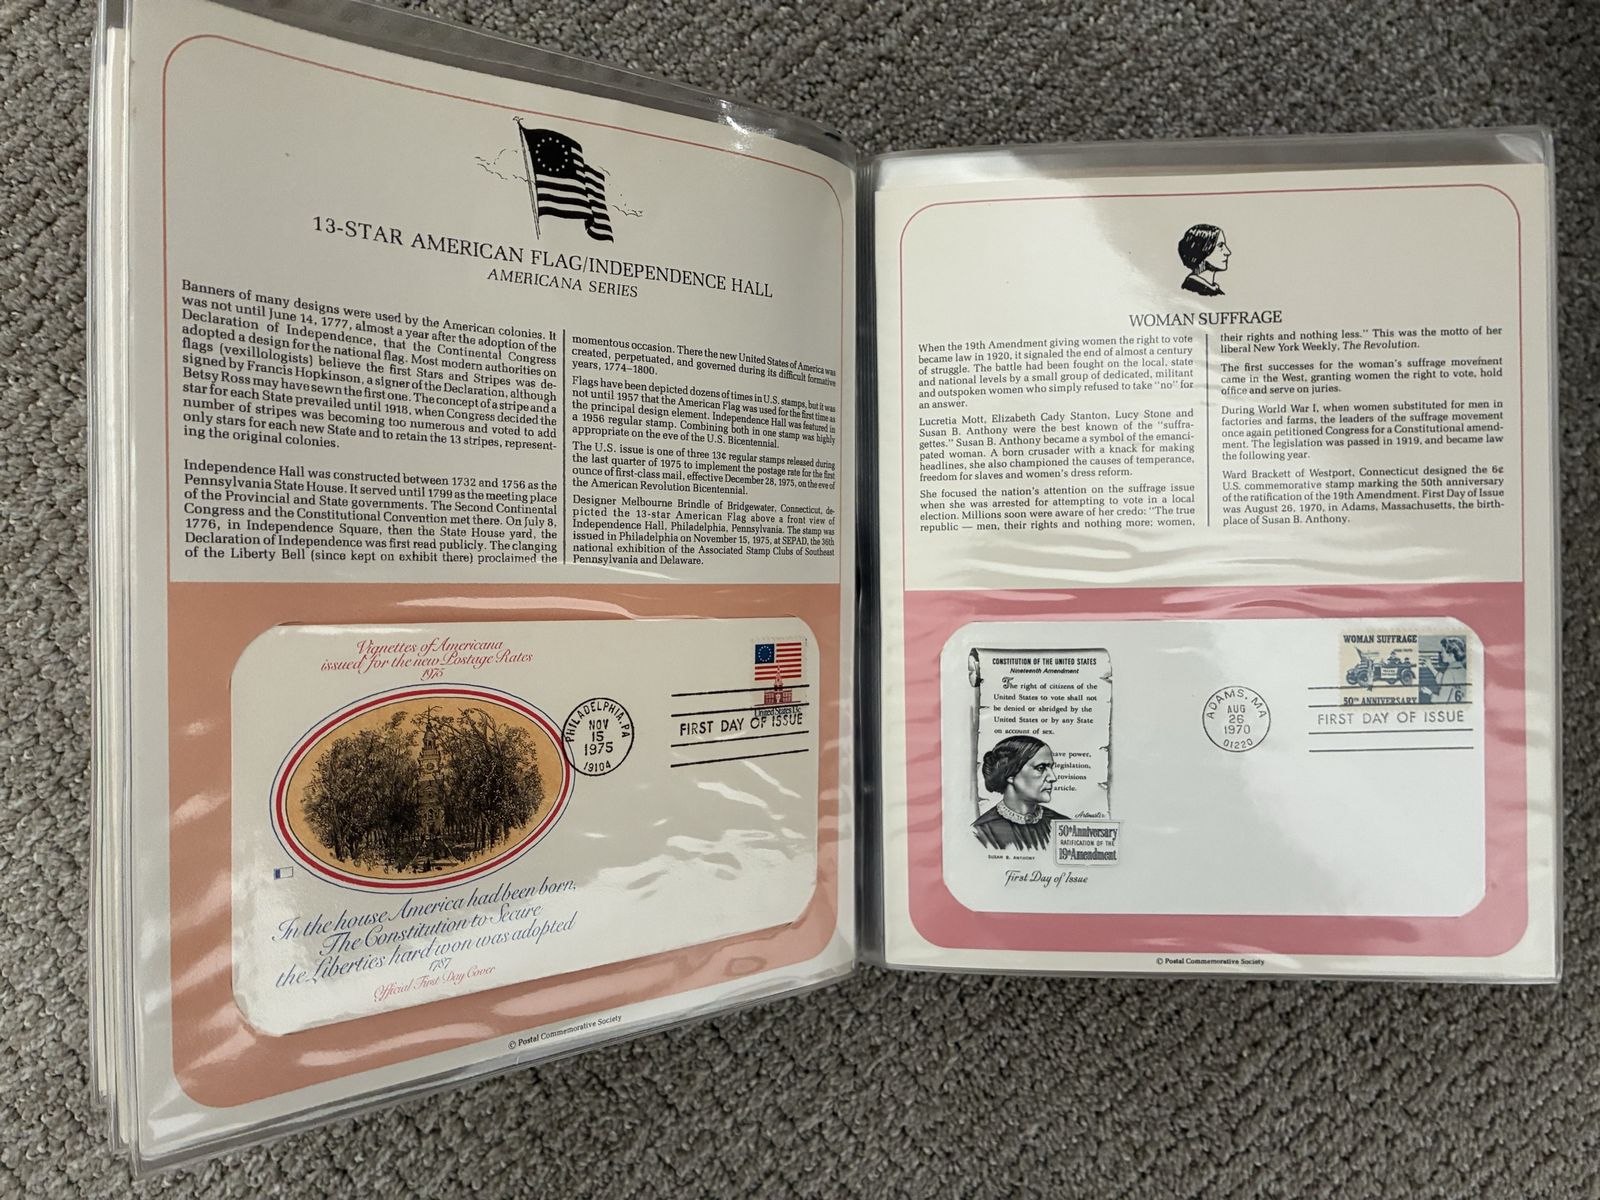 13-STAR AMERICAN FLAG/INDEPENDENCE HALL
AMERICANA SERIES
Banners of many designs were used by the American colonies. It
was not until June 14, 1777, almost a year after the adoption of the
Declaration of Independence, that the Continental Congress
adopted a design for the national flag. Most modern authorities on
flags (vexillologists) believe the first Stars and Stripes was de-
signed by Francis Hopkinson, a signer of the Declaration, although
Betsy Ross may have sewn the first one. The concept of a stripe and a
star for each State prevailed until 1918, when Congress decided the
number of stripes was becoming too numerous and voted to add
only stars for each new State and to retain the 13 stripes, represent-
ing the original colonies.
Independence Hall was constructed between 1732 and 1756 as the
Pennsylvania State House. It served until 1799 as the meeting place
of the Provincial and State governments. The Second Continental
Congress and the Constitutional Convention met there. On July 8,
1776, in Independence Square, then the State House yard, the
Declaration of Independence was first read publicly. The clanging
of the Liberty Bell (since kept on exhibit there) proclaimed the
momentous occasion. There the new United States of America was
created, perpetuated, and governed during its difficult formative
years, 1774–1800.
Flags have been depicted dozens of times in U.S. stamps, but it was
not until 1957 that the American Flag was used for the first time as
the principal design element. Independence Hall was featured in
a 1956 regular stamp. Combining both in one stamp was highly
appropriate on the eve of the U.S. Bicentennial.
The U.S. issue is one of three 13¢ regular stamps released during
the last quarter of 1975 to implement the postage rate for the first
ounce of first-class mail, effective December 28, 1975, on the eve of
the American Revolution Bicentennial.
Designer Melbourne Brindle of Bridgewater, Connecticut, de-
picted the 13-star American Flag above a front view of
Independence Hall, Philadelphia, Pennsylvania. The stamp was
issued in Philadelphia on November 15, 1975, at SEPAD, the 36th
national exhibition of the Associated Stamp Clubs of Southeast
Pennsylvania and Delaware.
Vignettes of Americana
issued for the new Postage Rates
1975
PHILADELPHIA, PA
NOV
15
1975
19104
United States 13c
FIRST DAY OF ISSUE
In the house America had been born,
The Constitution to Secure
the Liberties hard won was adopted
1787
Official First Day Cover
© Postal Commemorative Society
WOMAN SUFFRAGE
When the 19th Amendment giving women the right to vote
became law in 1920, it signaled the end of almost a century
of struggle. The battle had been fought on the local, state
and national levels by a small group of dedicated, militant
and outspoken women who simply refused to take "no" for
an answer.
Lucretia Mott, Elizabeth Cady Stanton, Lucy Stone and
Susan B. Anthony were the best known of the "suffra-
gettes." Susan B. Anthony became a symbol of the emanci-
pated woman. A born crusader with a knack for making
headlines, she also championed the causes of temperance,
freedom for slaves and women's dress reform.
She focused the nation's attention on the suffrage issue
when she was arrested for attempting to vote in a local
election. Millions soon were aware of her credo: "The true
republic — men, their rights and nothing more; women,
their rights and nothing less." This was the motto of her
liberal New York Weekly, The Revolution.
The first successes for the woman's suffrage movement
came in the West, granting women the right to vote, hold
office and serve on juries.
During World War I, when women substituted for men in
factories and farms, the leaders of the suffrage movement
once again petitioned Congress for a Constitutional amend-
ment. The legislation was passed in 1919, and became law
the following year.
Ward Brackett of Westport, Connecticut designed the 6¢
U.S. commemorative stamp marking the 50th anniversary
of the ratification of the 19th Amendment. First Day of Issue
was August 26, 1970, in Adams, Massachusetts, the birth-
place of Susan B. Anthony.
CONSTITUTION OF THE UNITED STATES
Nineteenth Amendment
The right of citizens of the
United States to vote shall not
be denied or abridged by the
United States or by any State
on account of sex.
have power,
legislation,
provisions
article.
Artmaster
50th Anniversary
RATIFICATION OF THE
19th Amendment
SUSAN B. ANTHONY
First Day of Issue
ADAMS, MA
AUG
26
1970
01220
WOMAN SUFFRAGE
50th ANNIVERSARY
6¢
FIRST DAY OF ISSUE
© Postal Commemorative Society